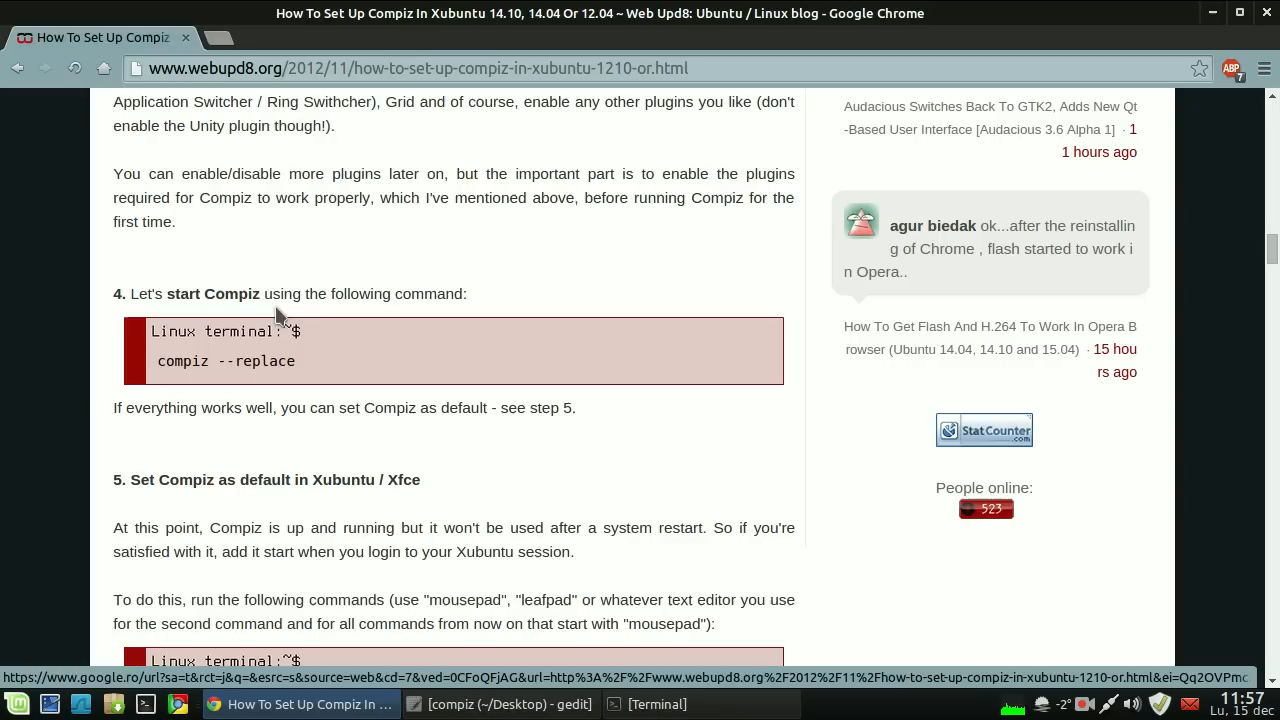 How To Set Up Compiz In Xubuntu 14.10, 14.04 Or 12.04 ~ Web Upd8: Ubuntu / Linux blog - Google Chrome
How To Set Up Compiz
www.webupd8.org/2012/11/how-to-set-up-compiz-in-xubuntu-1210-or.html
ABP
7
Application Switcher / Ring Swithcher), Grid and of course, enable any other plugins you like (don't
enable the Unity plugin though!).
You can enable/disable more plugins later on, but the important part is to enable the plugins
required for Compiz to work properly, which I've mentioned above, before running Compiz for the
first time.
4. Let's start Compiz using the following command:
Linux terminal:~$
compiz --replace
If everything works well, you can set Compiz as default - see step 5.
5. Set Compiz as default in Xubuntu / Xfce
At this point, Compiz is up and running but it won't be used after a system restart. So if you're
satisfied with it, add it start when you login to your Xubuntu session.
To do this, run the following commands (use "mousepad", "leafpad" or whatever text editor you use
for the second command and for all commands from now on that start with "mousepad"):
Linux terminal:~$
Audacious Switches Back To GTK2, Adds New Qt
-Based User Interface [Audacious 3.6 Alpha 1] · 1
1 hours ago
agur biedak ok...after the reinstallin
g of Chrome , flash started to work i
n Opera..
How To Get Flash And H.264 To Work In Opera B
rowser (Ubuntu 14.04, 14.10 and 15.04) · 15 hou
rs ago
StatCounter
.com
People online:
523
https://www.google.ro/url?sa=t&rct=j&q=&esrc=s&source=web&cd=7&ved=0CFoQFjAG&url=http%3A%2F%2Fwww.webupd8.org%2F2012%2F11%2Fhow-to-set-up-compiz-in-xubuntu-1210-or.html&ei=Qq2OVPmc
How To Set Up Compiz In ...
[compiz (~/Desktop) - gedit]
[Terminal]
-2°
11:57
Lu, 15 dec